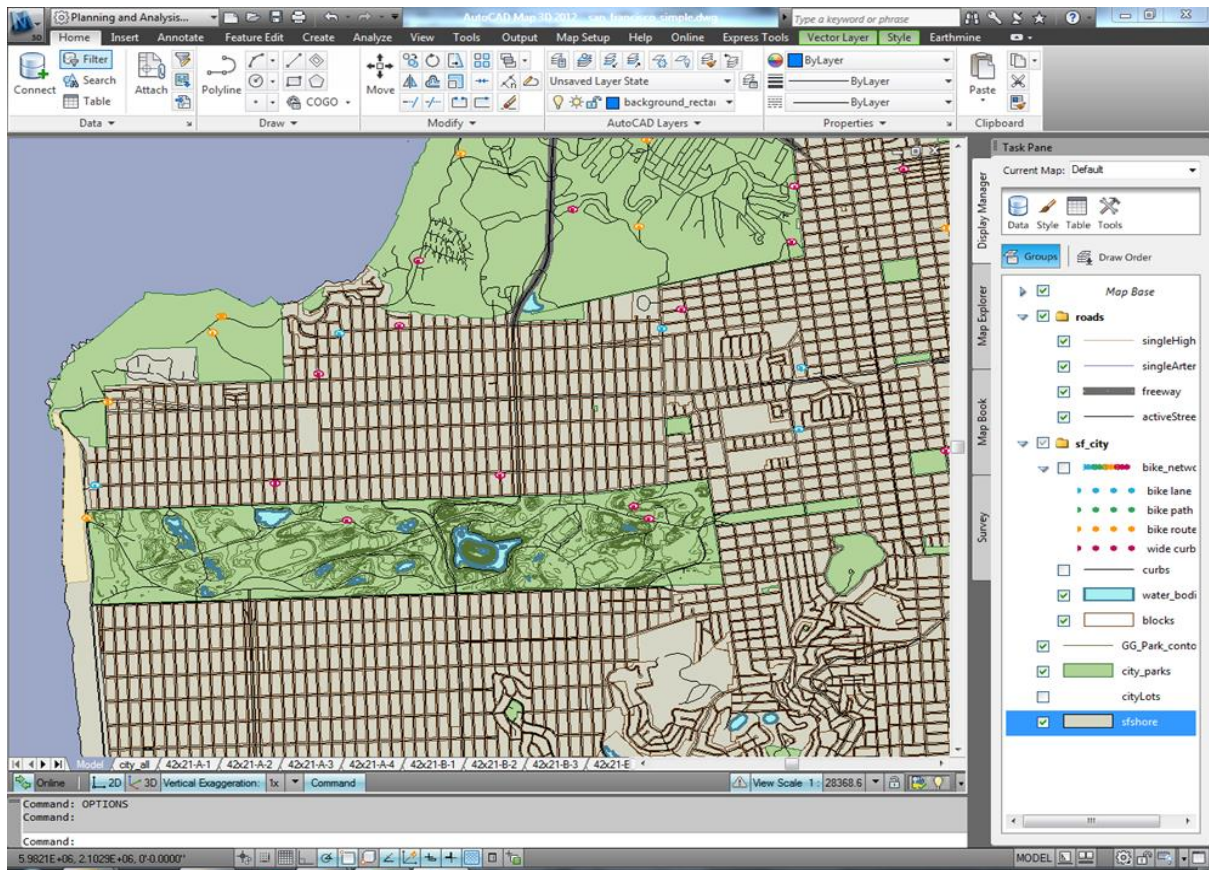 Planning and Analysis...
AutoCAD Map 3D 2012 san_francisco_simple.dwg
Type a keyword or phrase
3D
Home Insert Annotate Feature Edit Create Analyze View Tools Output Map Setup Help Online Express Tools Vector Layer Style Earthmine
Connect
Filter
Search
Table
Attach
Polyline
COGO
Move
Unsaved Layer State
background_rectai
ByLayer
ByLayer
ByLayer
Paste
Data
Draw
Modify
AutoCAD Layers
Properties
Clipboard
Task Pane
Current Map: Default
Data Style Table Tools
Groups Draw Order
Display Manager
Map Explorer
Map Book
Survey
Map Base
roads
singleHigh
singleArter
freeway
activeStree
sf_city
bike_netwc
bike lane
bike path
bike route
wide curb
curbs
water_bodi
blocks
GG_Park_conto
city_parks
cityLots
sfshore
Model city_all 42x21-A-1 42x21-A-2 42x21-A-3 42x21-A-4 42x21-B-1 42x21-B-2 42x21-B-3 42x21-E
Online 2D 3D Vertical Exaggeration: 1x Command
View Scale 1 : 28368.6
Command: OPTIONS
Command:
Command:
5.9821E+06, 2.1029E+06, 0'-0.0000"
MODEL